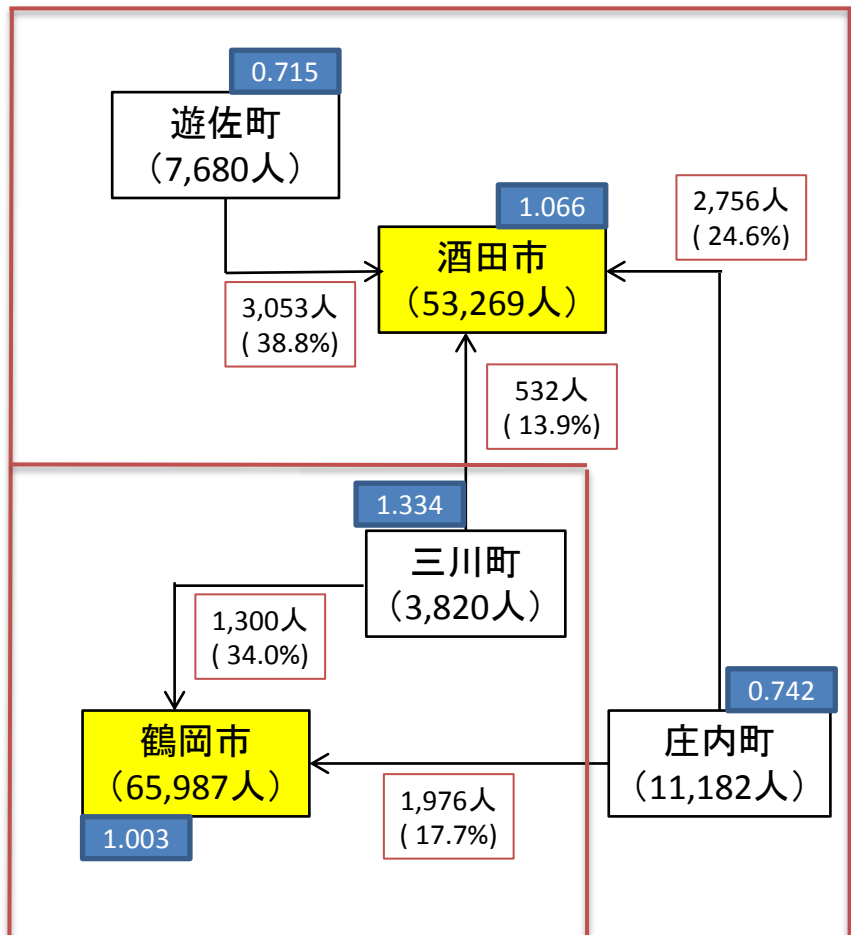 0.715
遊佐町
（7,680人）
1.066
酒田市
（53,269人）
2,756人
( 24.6%)
3,053人
( 38.8%)
532人
( 13.9%)
1.334
三川町
（3,820人）
1,300人
( 34.0%)
0.742
庄内町
（11,182人）
鶴岡市
（65,987人）
1.003
1,976人
( 17.7%)